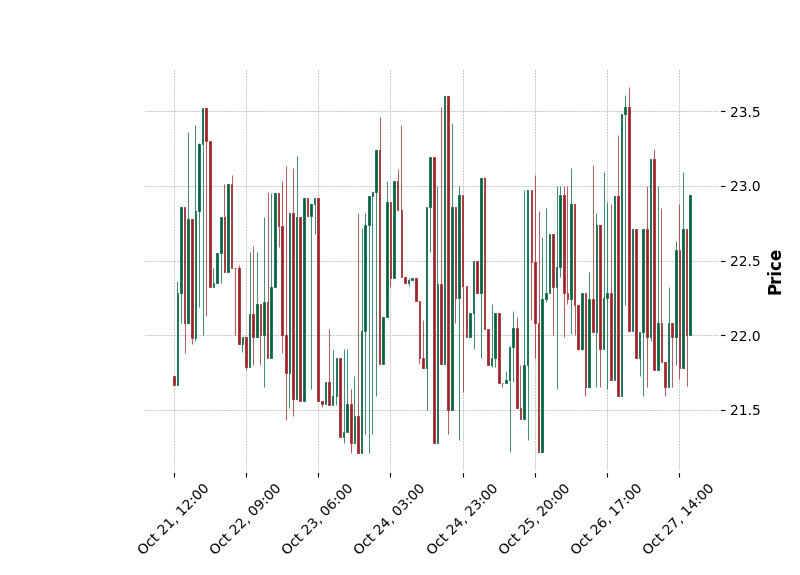 23.5
23.0
22.5
22.0
21.5
Price
Oct 21, 12:00
Oct 22, 09:00
Oct 23, 06:00
Oct 24, 03:00
Oct 24, 23:00
Oct 25, 20:00
Oct 26, 17:00
Oct 27, 14:00